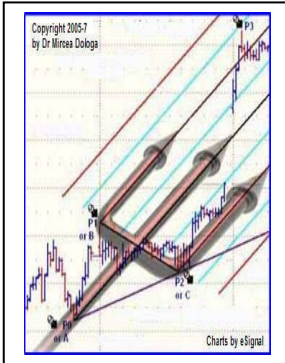 Copyright 2005-7
by Dr Mircea Dologa
P3
P1
or B
P2
or C
P0
or A
Charts by eSignal